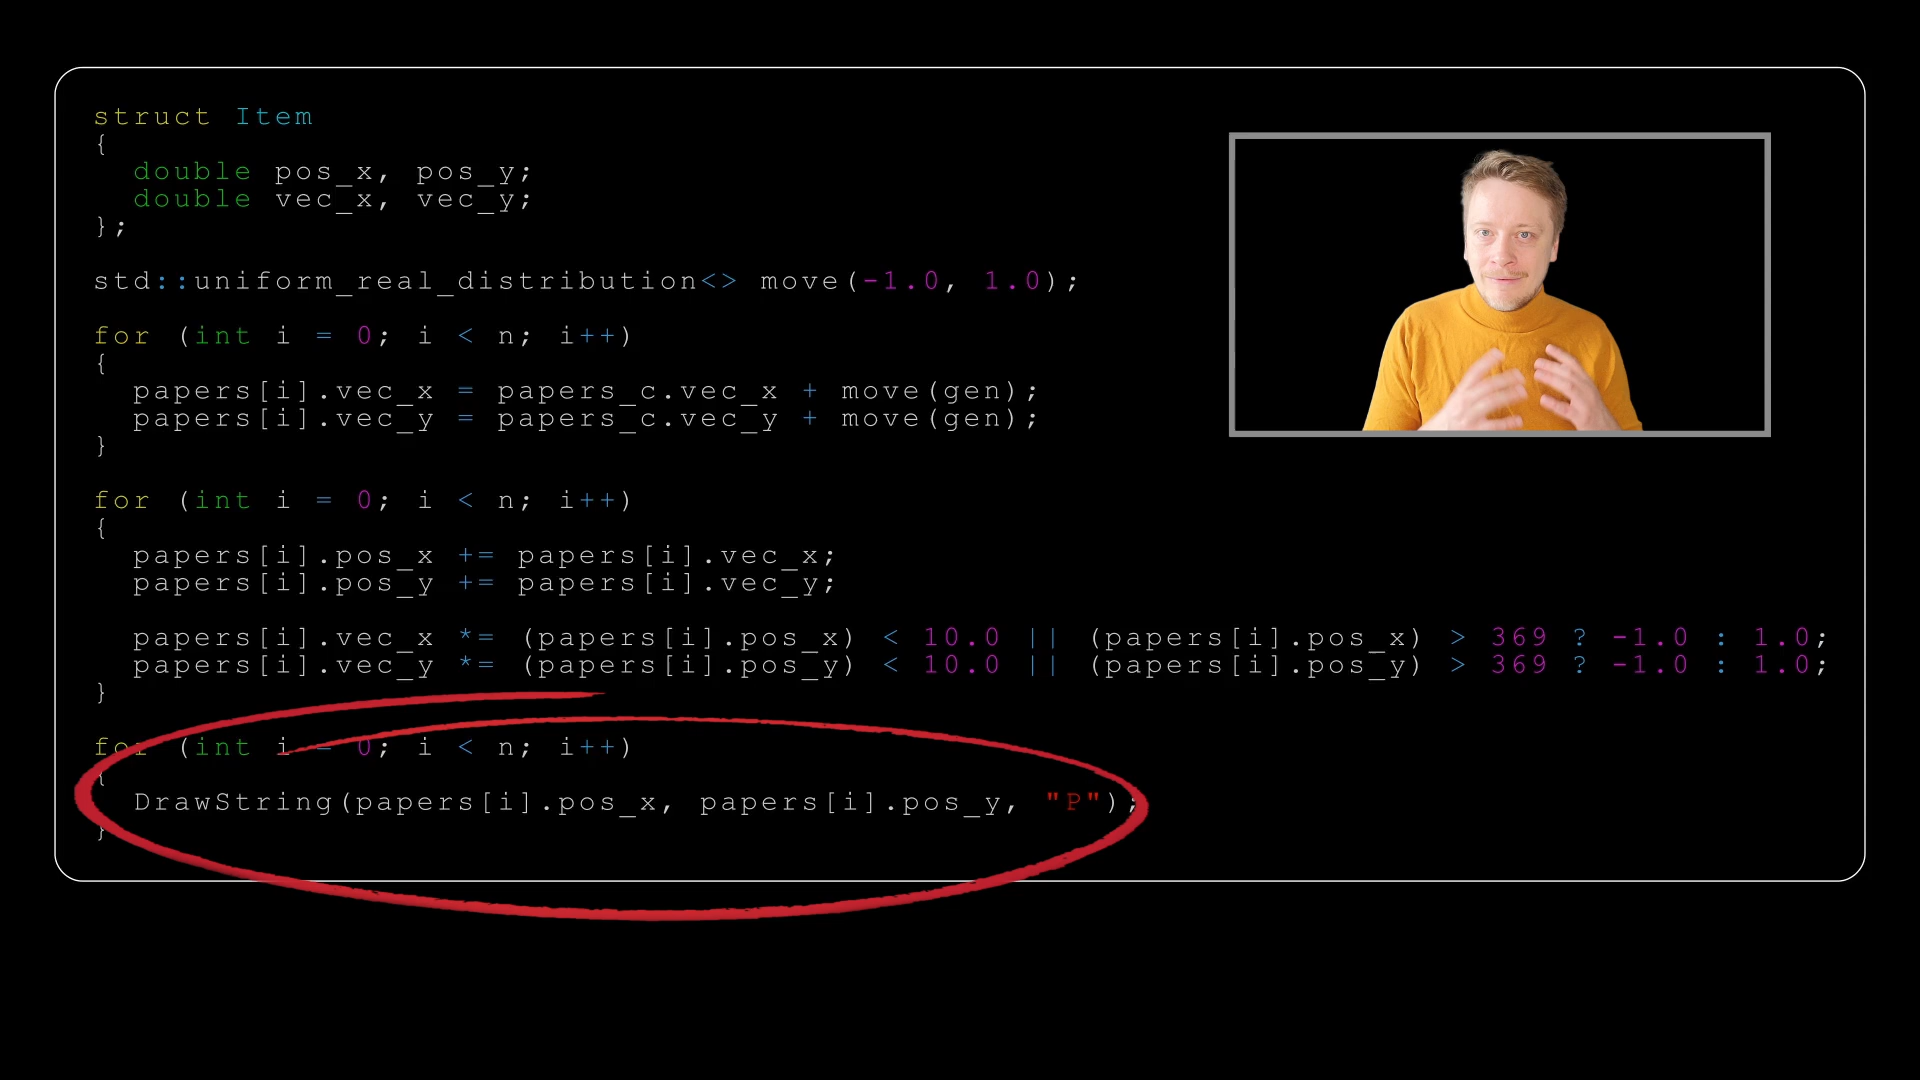 struct Item
{
  double pos_x, pos_y;
  double vec_x, vec_y;
};
std::uniform_real_distribution<> move(-1.0, 1.0);
for (int i = 0; i < n; i++)
{
  papers[i].vec_x = papers_c.vec_x + move(gen);
  papers[i].vec_y = papers_c.vec_y + move(gen);
}
for (int i = 0; i < n; i++)
{
  papers[i].pos_x += papers[i].vec_x;
  papers[i].pos_y += papers[i].vec_y;
  papers[i].vec_x *= (papers[i].pos_x) < 10.0 || (papers[i].pos_x) > 369 ? -1.0 : 1.0;
  papers[i].vec_y *= (papers[i].pos_y) < 10.0 || (papers[i].pos_y) > 369 ? -1.0 : 1.0;
}
for (int i = 0; i < n; i++)
{
  DrawString(papers[i].pos_x, papers[i].pos_y, "P");
}